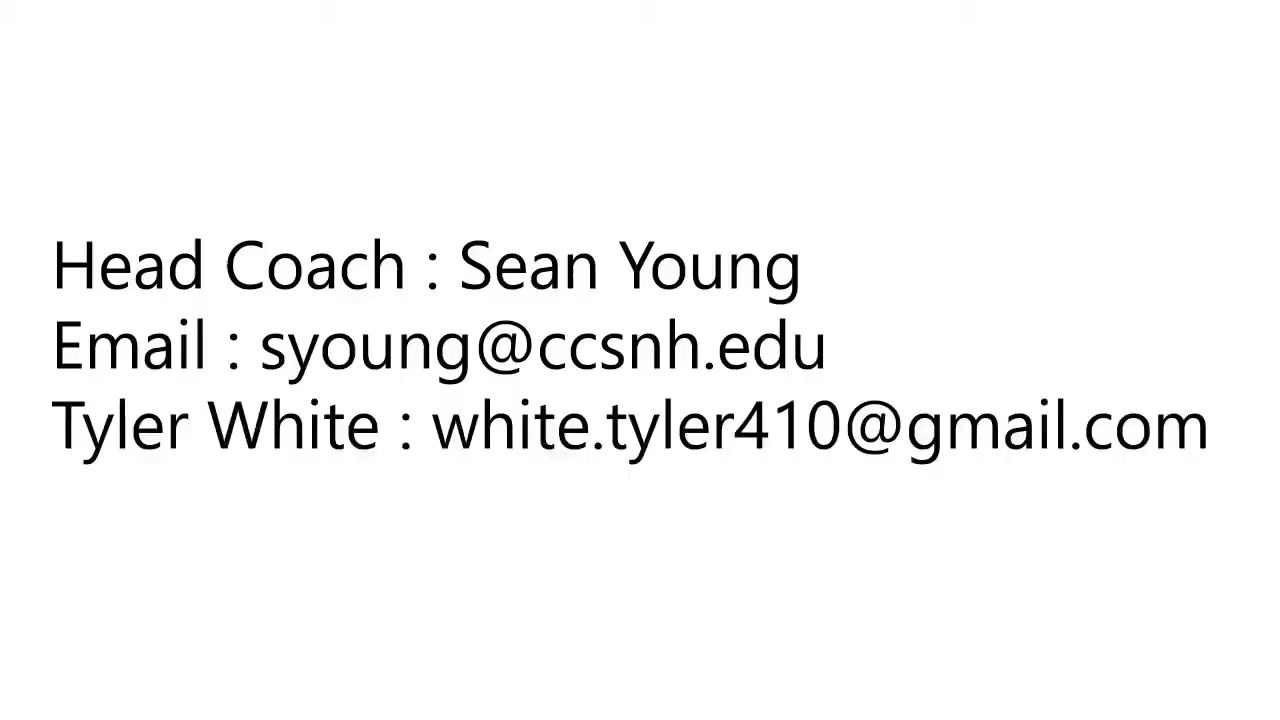 Head Coach : Sean Young
Email : syoung@ccsnh.edu
Tyler White : white.tyler410@gmail.com